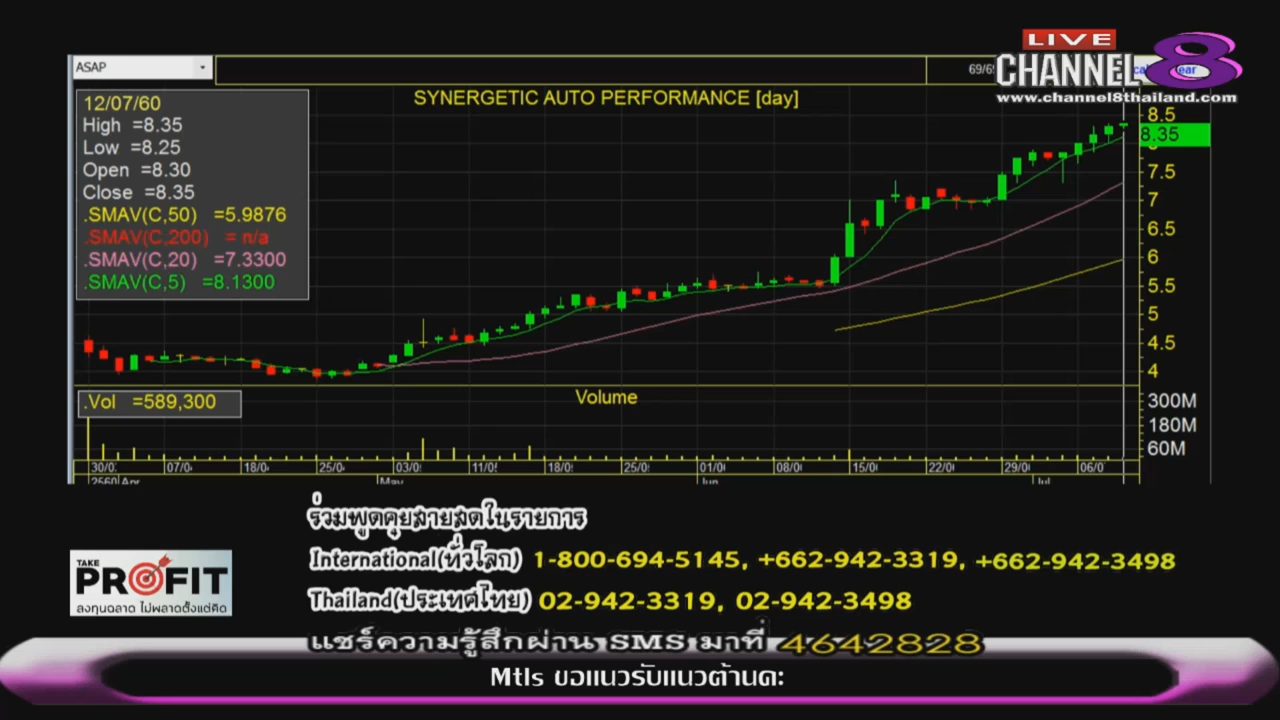 LIVE
CHANNEL 8
www.channel8thailand.com
ASAP
SYNERGETIC AUTO PERFORMANCE [day]
12/07/60
High =8.35
Low =8.25
Open =8.30
Close =8.35
.SMAV(C,50) =5.9876
.SMAV(C,200) = n/a
.SMAV(C,20) =7.3300
.SMAV(C,5) =8.1300
8.5
8.35
8
7.5
7
6.5
6
5.5
5
4.5
4
.Vol =589,300
Volume
300M
180M
60M
30/0 07/0 18/0 25/0 03/0 11/0 18/0 25/0 01/0 08/0 15/0 22/0 29/0 06/0
2560 Apr May Jun Jul
ร่วมพูดคุยสายสดในรายการ
International(ทั่วโลก) 1-800-694-5145, +662-942-3319, +662-942-3498
Thailand(ประเทศไทย) 02-942-3319, 02-942-3498
TAKE
PROFIT
ลงทุนฉลาด ไม่พลาดตั้งแต่คิด
แชร์ความรู้สึกผ่าน SMS มาที่ 4642828
Mtls ขอแนวรับแนวต้านคะ